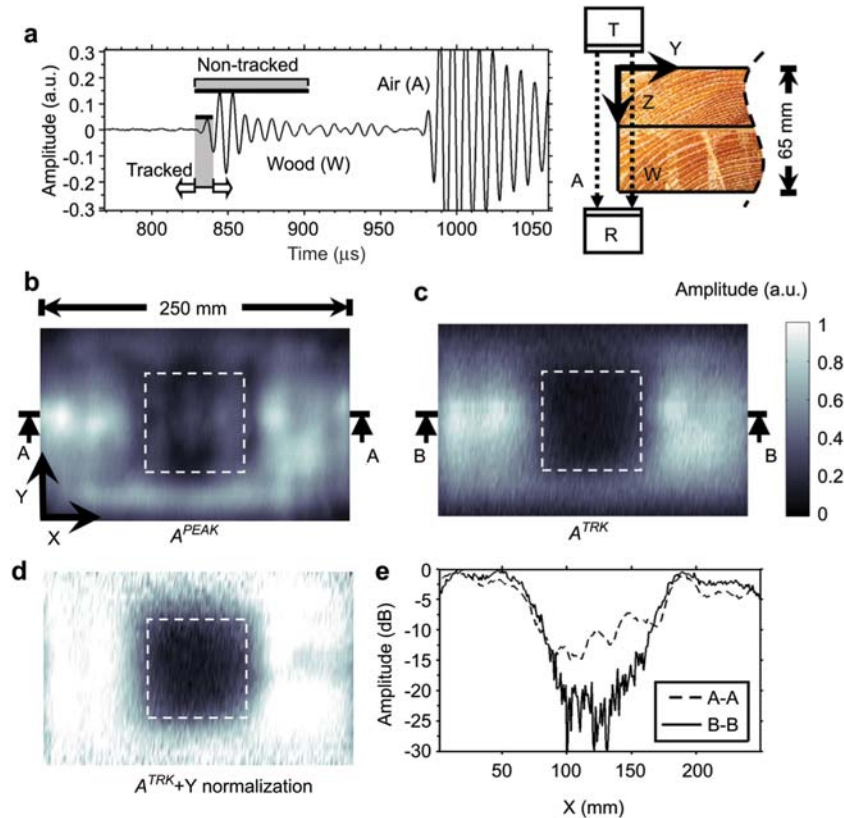 a
0.3
0.2
0.1
0
-0.1
-0.2
-0.3
Amplitude (a.u.)
Non-tracked
Tracked
Wood (W)
Air (A)
800
850
900
950
1000
1050
Time (µs)
T
Y
Z
A
W
R
65 mm
b
250 mm
A
A
Y
X
A^PEAK
c
B
B
A^TRK
Amplitude (a.u.)
1
0.8
0.6
0.4
0.2
0
d
A^TRK+Y normalization
e
0
-5
-10
-15
-20
-25
-30
Amplitude (dB)
A-A
B-B
50
100
150
200
X (mm)